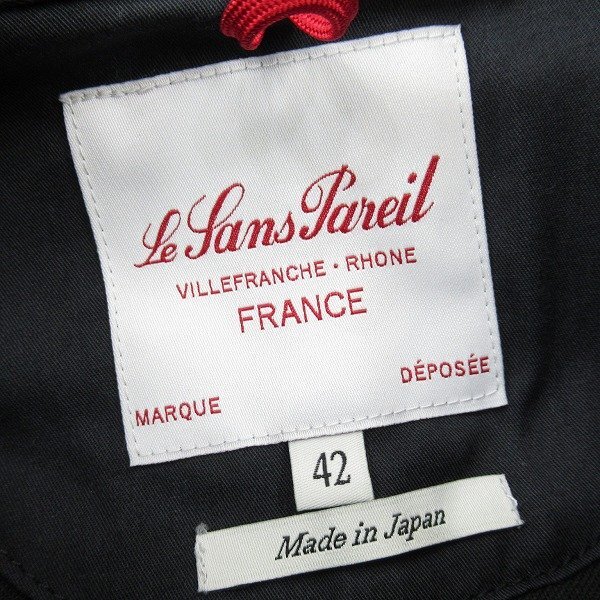 Le Sans Pareil
VILLEFRANCHE · RHONE
FRANCE
MARQUE DÉPOSÉE
42
Made in Japan